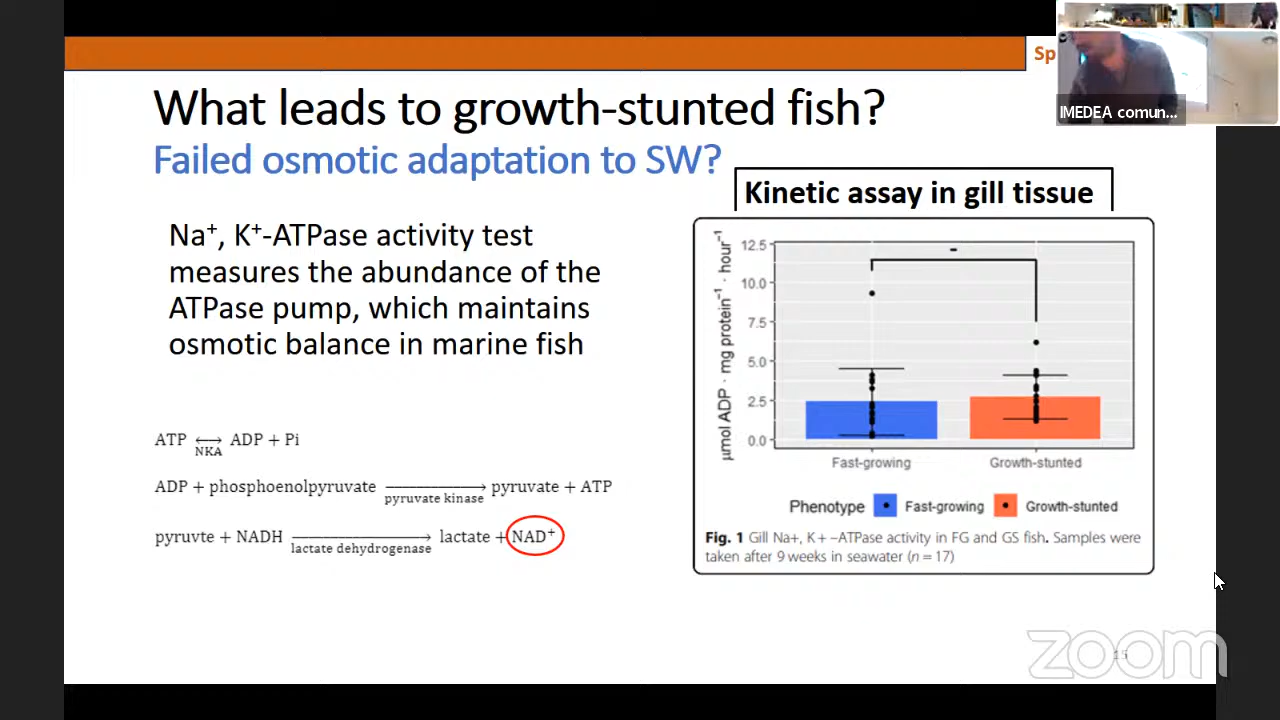 Sp
IMEDEA comun...
What leads to growth-stunted fish?
Failed osmotic adaptation to SW?
Na⁺, K⁺-ATPase activity test
measures the abundance of the
ATPase pump, which maintains
osmotic balance in marine fish
ATP ⟷ ADP + Pi
NKA
ADP + phosphoenolpyruvate ⟶ pyruvate + ATP
pyruvate kinase
pyruvte + NADH ⟶ lactate + NAD⁺
lactate dehydrogenase
Kinetic assay in gill tissue
µmol ADP · mg protein⁻¹ · hour⁻¹
12.5
10.0
7.5
5.0
2.5
0.0
-
Fast-growing Growth-stunted
Phenotype Fast-growing Growth-stunted
Fig. 1 Gill Na+, K + –ATPase activity in FG and GS fish. Samples were
taken after 9 weeks in seawater (n = 17)
zoom
15